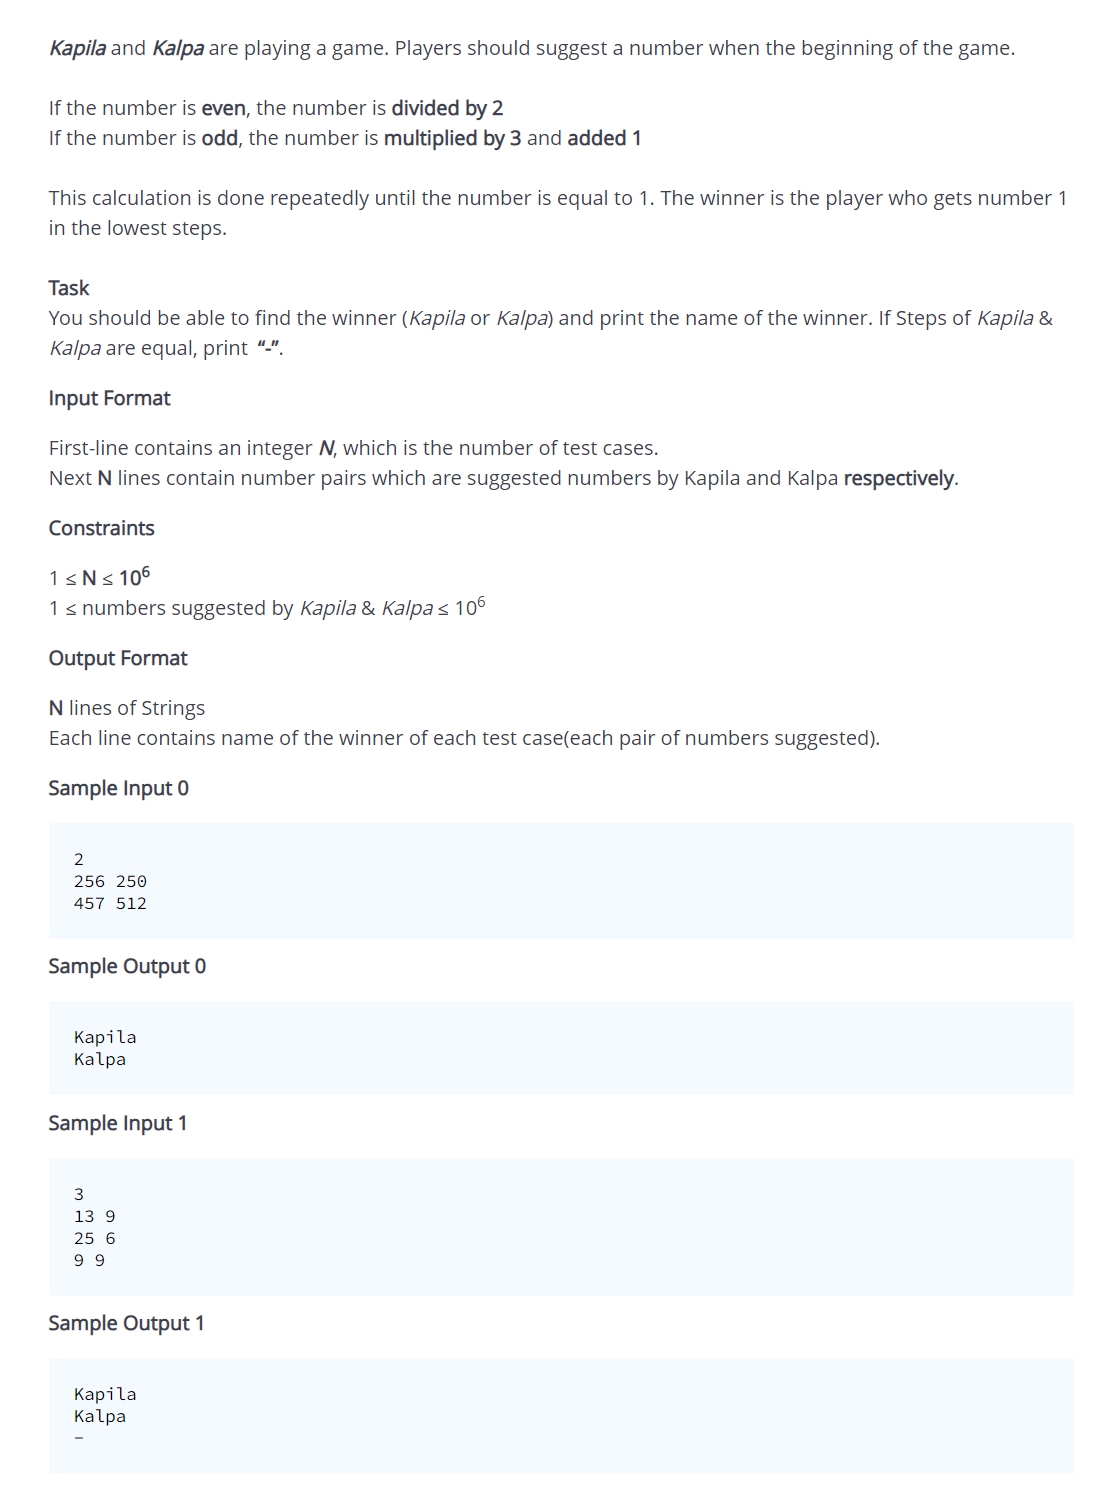 Kapila and Kalpa are playing a game. Players should suggest a number when the beginning of the game.
If the number is even, the number is divided by 2
If the number is odd, the number is multiplied by 3 and added 1
This calculation is done repeatedly until the number is equal to 1. The winner is the player who gets number 1
in the lowest steps.
Task
You should be able to find the winner (Kapila or Kalpa) and print the name of the winner. If Steps of Kapila &
Kalpa are equal, print “-”.
Input Format
First-line contains an integer N, which is the number of test cases.
Next N lines contain number pairs which are suggested numbers by Kapila and Kalpa respectively.
Constraints
1 ≤ N ≤ 10⁶
1 ≤ numbers suggested by Kapila & Kalpa ≤ 10⁶
Output Format
N lines of Strings
Each line contains name of the winner of each test case(each pair of numbers suggested).
Sample Input 0
2
256 250
457 512
Sample Output 0
Kapila
Kalpa
Sample Input 1
3
13 9
25 6
9 9
Sample Output 1
Kapila
Kalpa
-